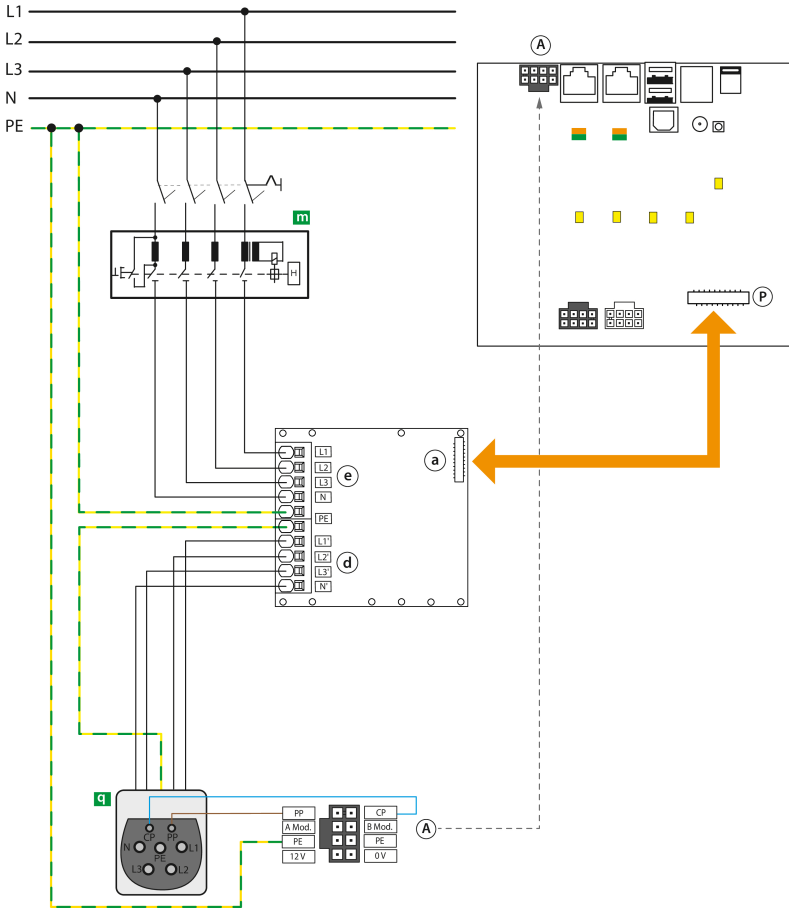 L1
L2
L3
N
PE
A
m
H
P
L1
L2
L3
N
PE
L1'
L2'
L3'
N'
e
d
a
q
CP PP
N PE L1
L3 L2
PP CP
A Mod. B Mod.
PE PE
12 V 0 V
A